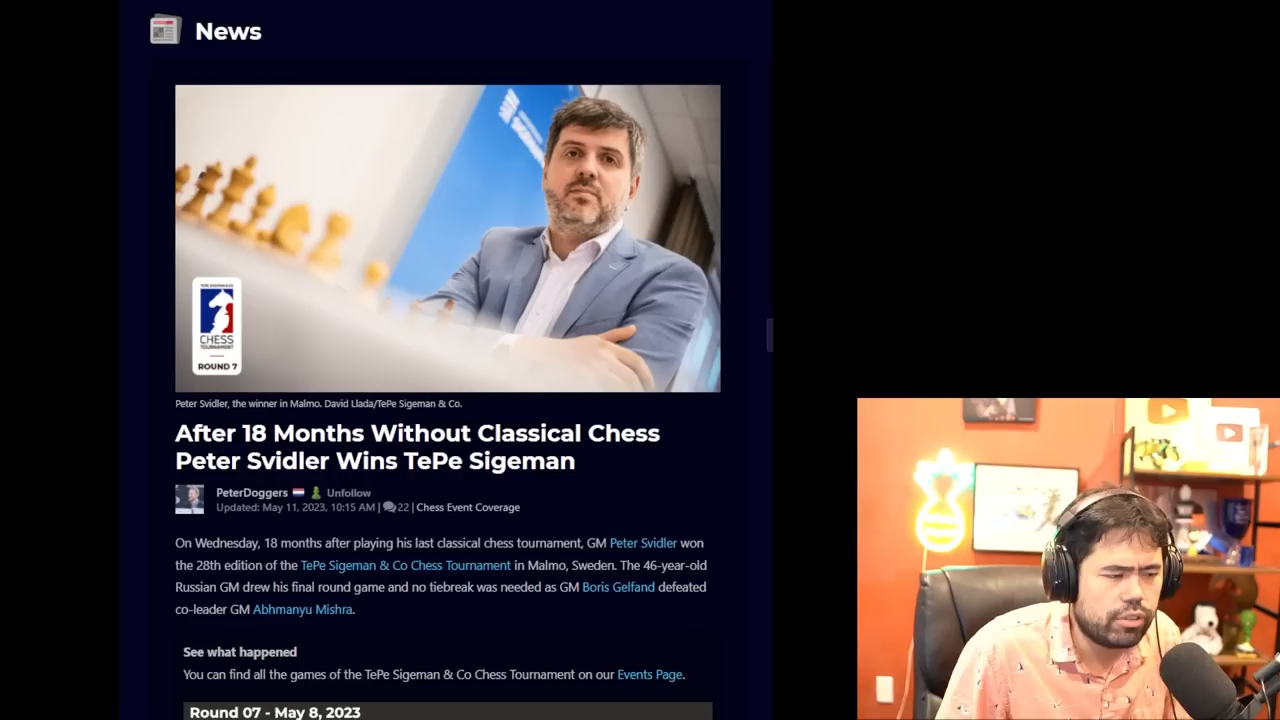 News
TEPE SIGEMAN & CO
CHESS
TOURNAMENT
ROUND 7
Peter Svidler, the winner in Malmo. David Llada/TePe Sigeman & Co.
After 18 Months Without Classical Chess
Peter Svidler Wins TePe Sigeman
PeterDoggers Unfollow
Updated: May 11, 2023, 10:15 AM | 22 | Chess Event Coverage
On Wednesday, 18 months after playing his last classical chess tournament, GM Peter Svidler won
the 28th edition of the TePe Sigeman & Co Chess Tournament in Malmo, Sweden. The 46-year-old
Russian GM drew his final round game and no tiebreak was needed as GM Boris Gelfand defeated
co-leader GM Abhmanyu Mishra.
See what happened
You can find all the games of the TePe Sigeman & Co Chess Tournament on our Events Page.
Round 07 - May 8, 2023